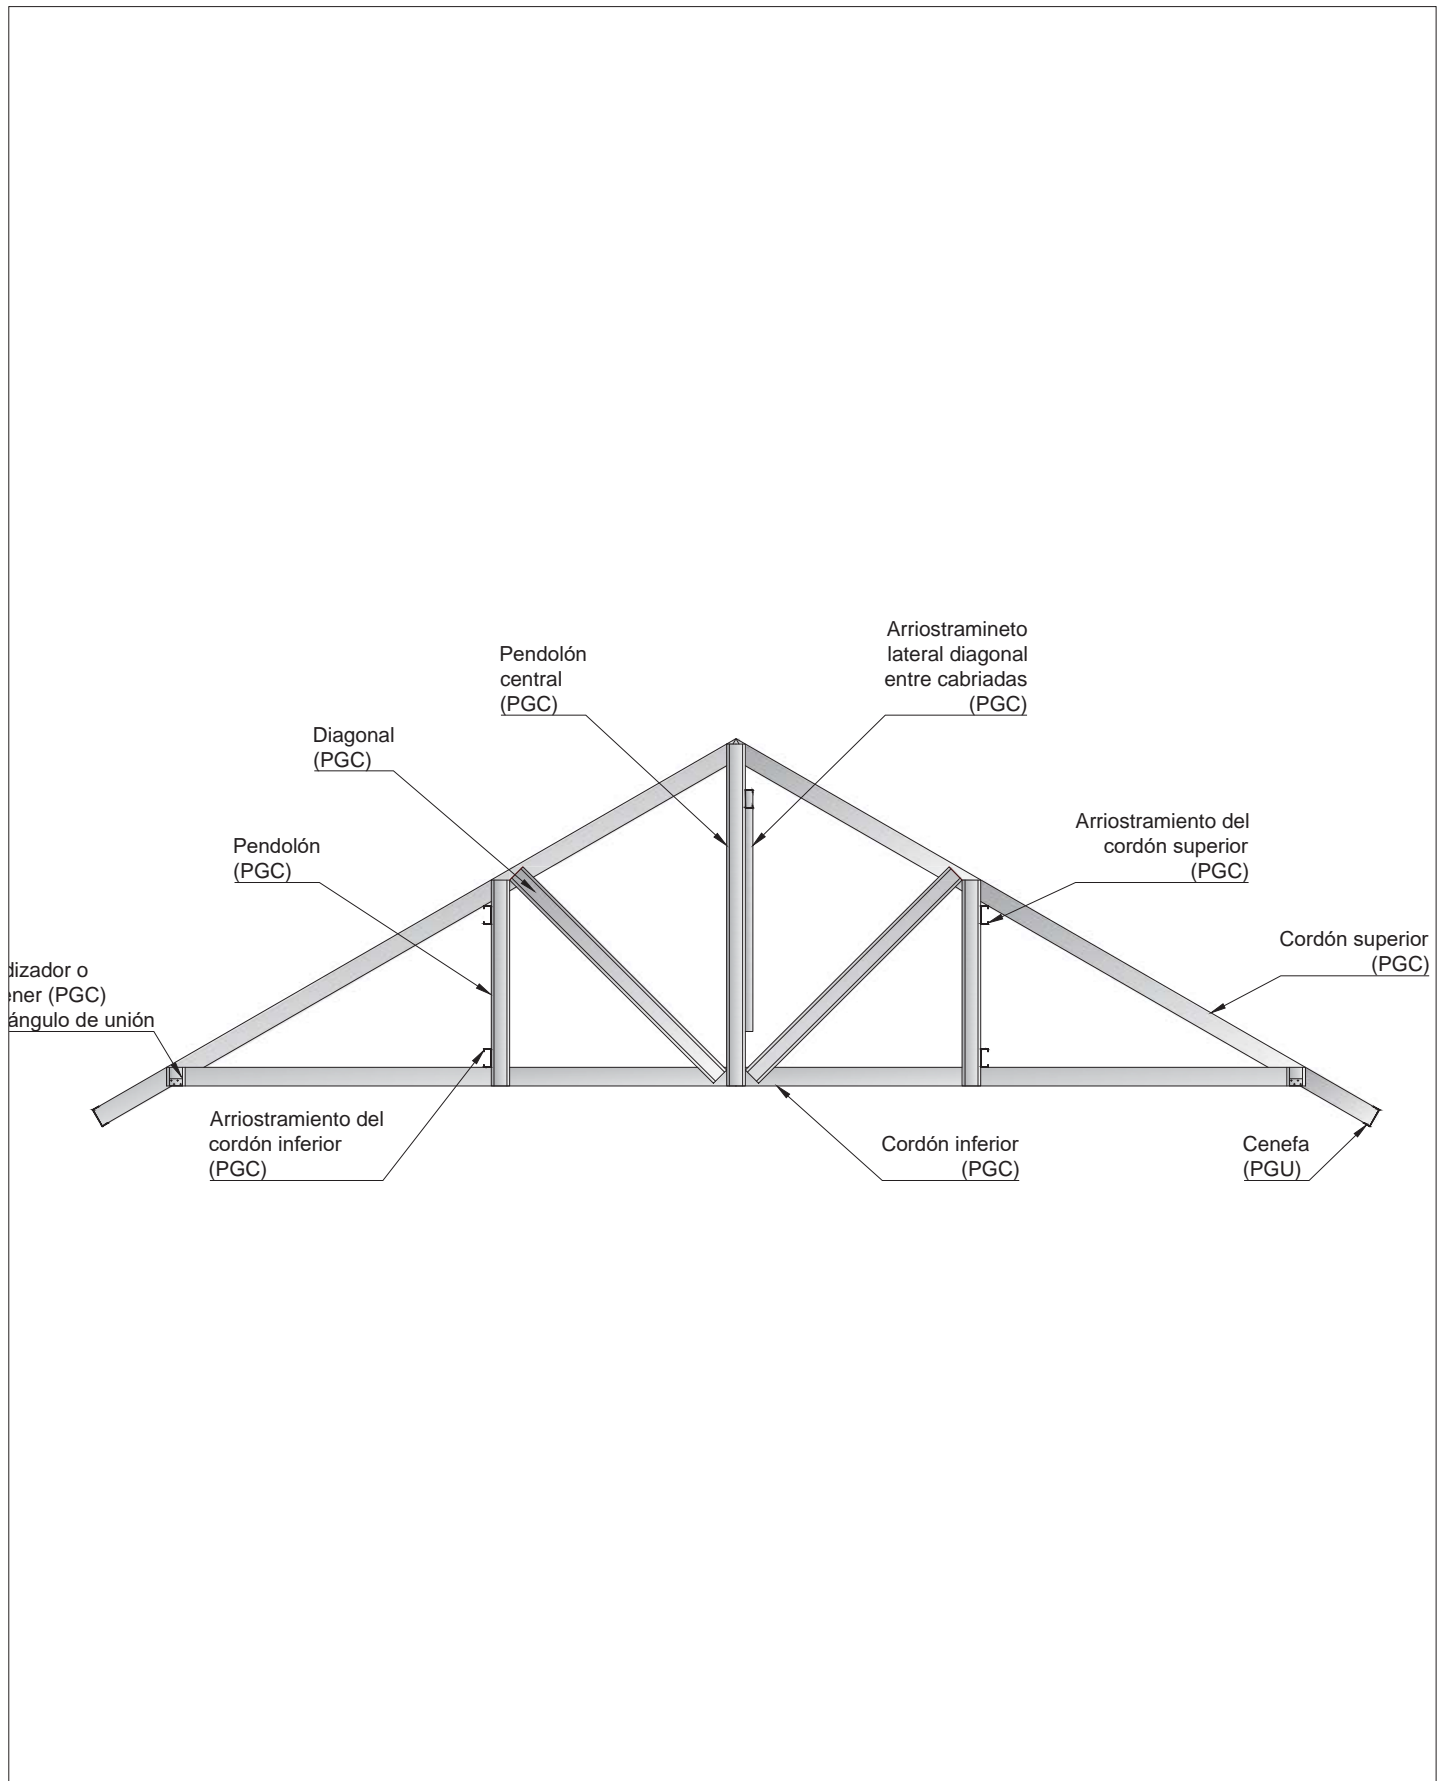 Arriostramineto
lateral diagonal
entre cabriadas
(PGC)
Pendolón
central
(PGC)
Diagonal
(PGC)
Pendolón
(PGC)
Arriostramiento del
cordón superior
(PGC)
Cordón superior
(PGC)
dizador o
ener (PGC)
ángulo de unión
Arriostramiento del
cordón inferior
(PGC)
Cordón inferior
(PGC)
Cenefa
(PGU)